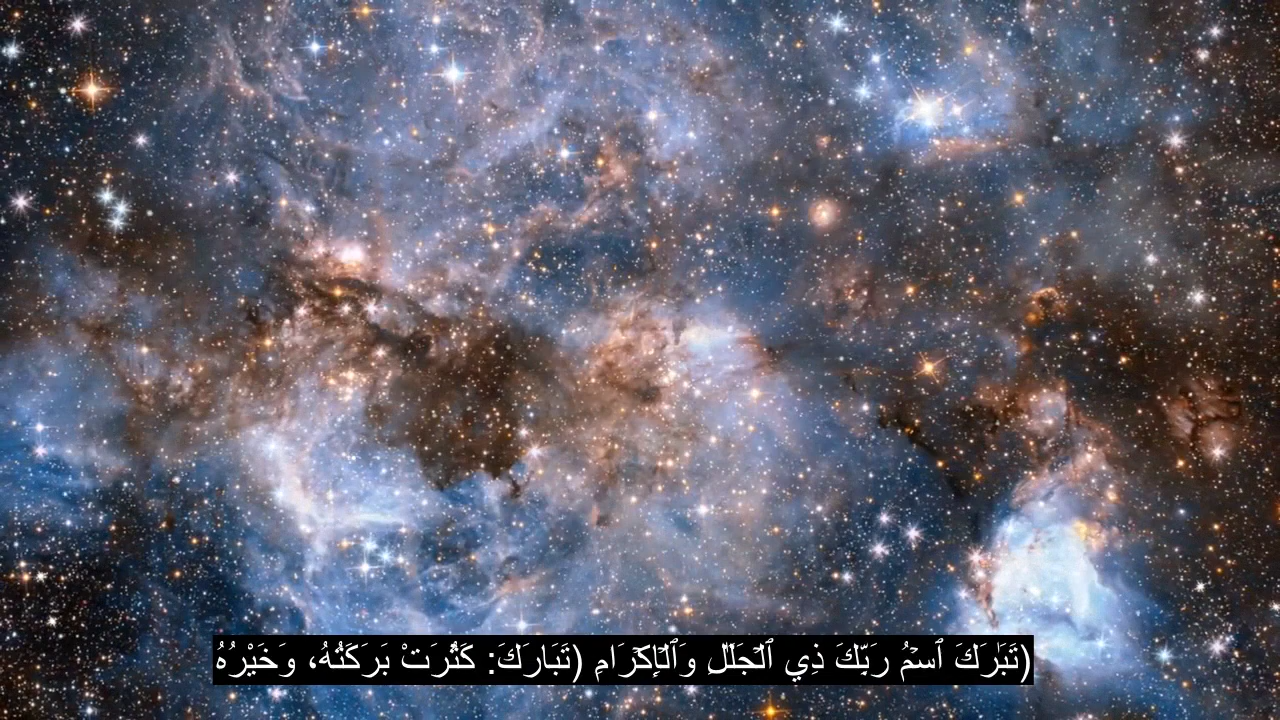 (تَبَٰرَكَ ٱسۡمُ رَبِّكَ ذِي ٱلۡجَلَٰلِ وَٱلۡإِكۡرَامِ (تَبَارَكَ: كَثُرَتْ بَرَكَتُهُ، وَخَيْرُهُ